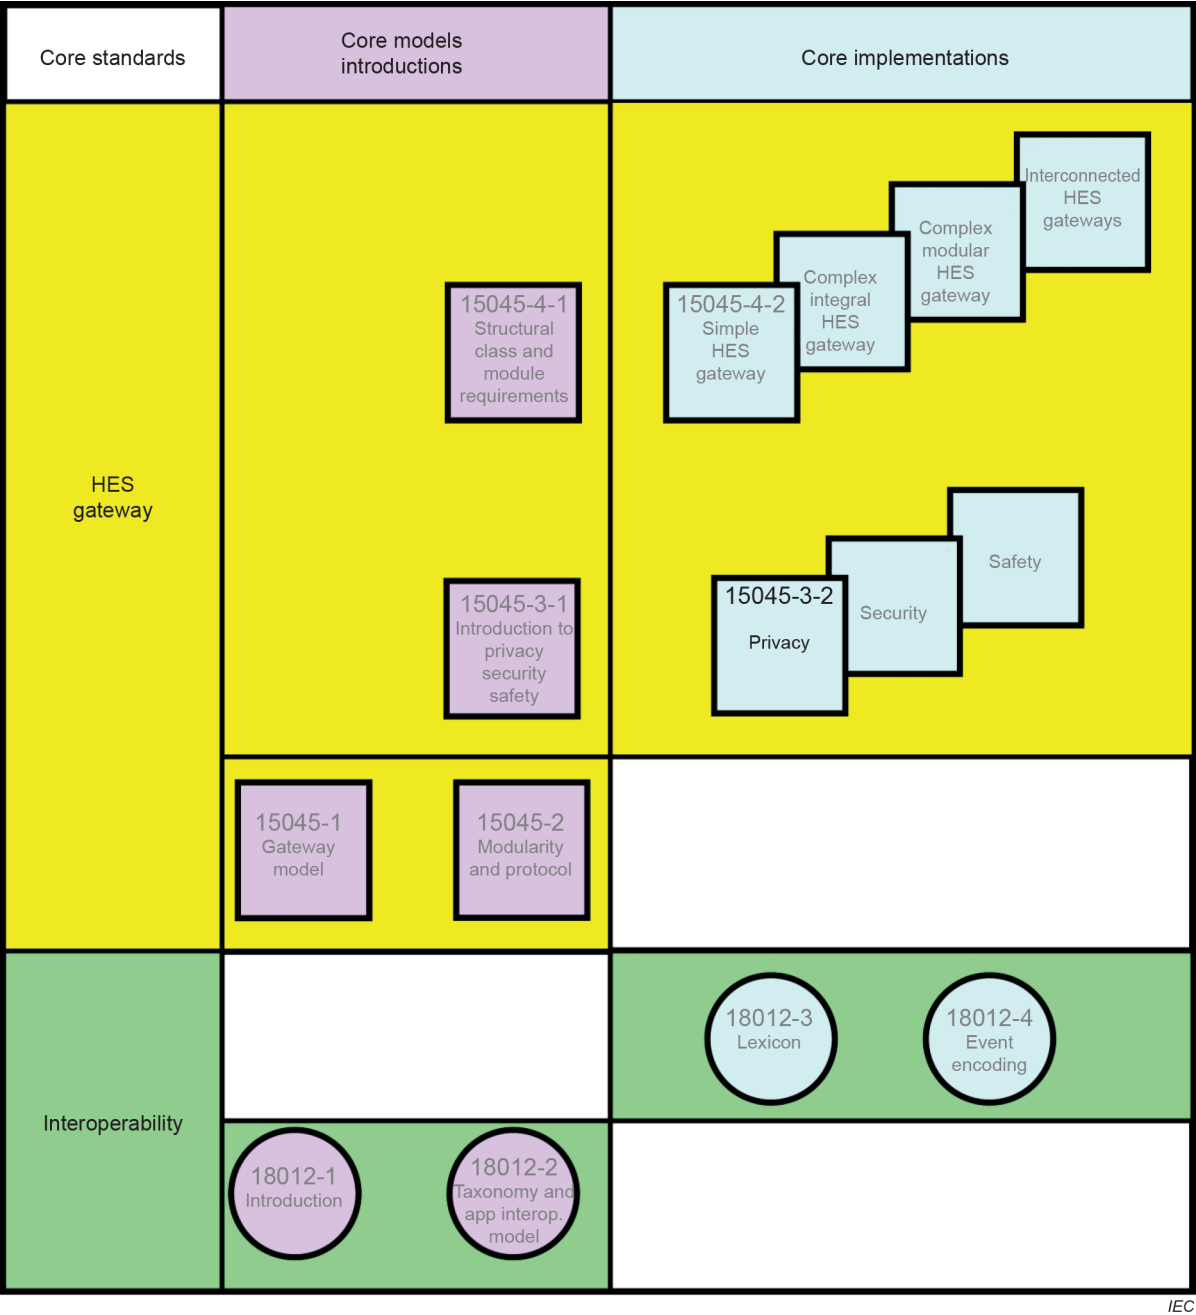 Core standards
Core models
introductions
Core implementations
HES
gateway
15045-4-1
Structural
class and
module
requirements
15045-4-2
Simple
HES
gateway
Complex
integral
HES
gateway
Complex
modular
HES
gateway
Interconnected
HES
gateways
15045-3-1
Introduction to
privacy
security
safety
15045-3-2
Privacy
Security
Safety
15045-1
Gateway
model
15045-2
Modularity
and protocol
Interoperability
18012-3
Lexicon
18012-4
Event
encoding
18012-1
Introduction
18012-2
Taxonomy and
app interop.
model
IEC